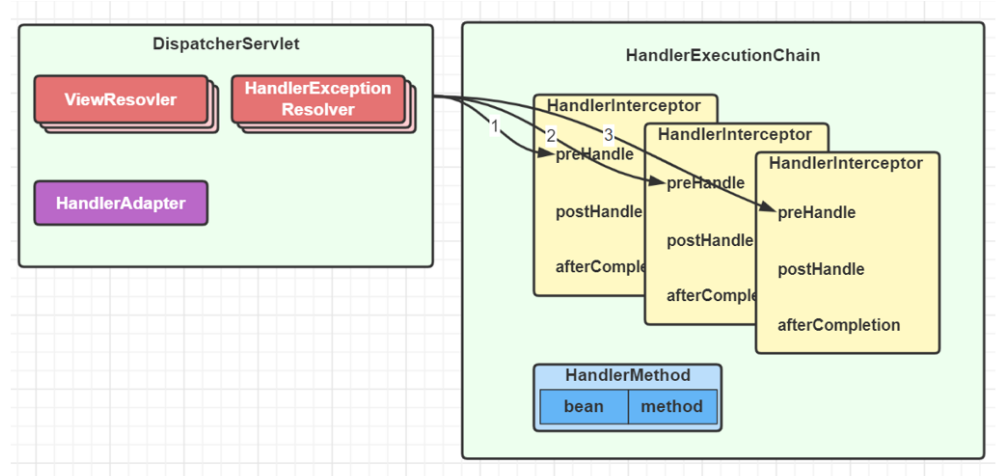 DispatcherServlet
ViewResovler
HandlerException
Resolver
HandlerAdapter
HandlerExecutionChain
HandlerInterceptor
preHandle
postHandle
afterComple
HandlerInterceptor
preHandle
postHandle
afterComple
HandlerInterceptor
preHandle
postHandle
afterCompletion
1
2
3
HandlerMethod
bean
method